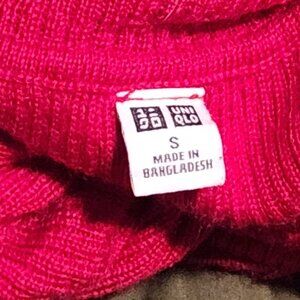 ユニ UNI
クロ QLO
S
MADE IN
BANGLADESH